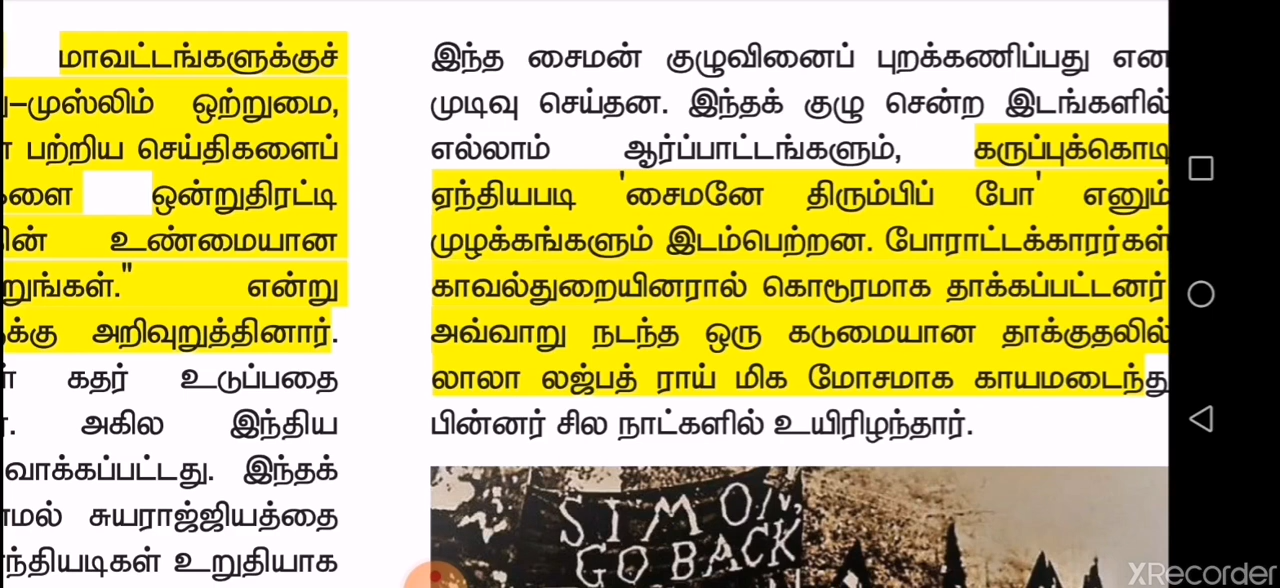 மாவட்டங்களுக்குச்
–முஸ்லிம் ஒற்றுமை,
பற்றிய செய்திகளைப்
ஒன்றுதிரட்டி
உண்மையான
என்று
அறிவுறுத்தினார்.
கதர் உடுப்பதை
அகில இந்திய
இந்தக்
சுயராஜ்ஜியத்தை
உறுதியாக
இந்த சைமன் குழுவினைப் புறக்கணிப்பது என
முடிவு செய்தன. இந்தக் குழு சென்ற இடங்களில்
எல்லாம் ஆர்ப்பாட்டங்களும், கருப்புக்கொடி
ஏந்தியபடி 'சைமனே திரும்பிப் போ' எனும்
முழக்கங்களும் இடம்பெற்றன. போராட்டக்காரர்கள்
காவல்துறையினரால் கொடூரமாக தாக்கப்பட்டனர்
அவ்வாறு நடந்த ஒரு கடுமையான தாக்குதலில்
லாலா லஜ்பத் ராய் மிக மோசமாக காயமடைந்து
பின்னர் சில நாட்களில் உயிரிழந்தார்.
SIMON
GO BACK
XRecorder